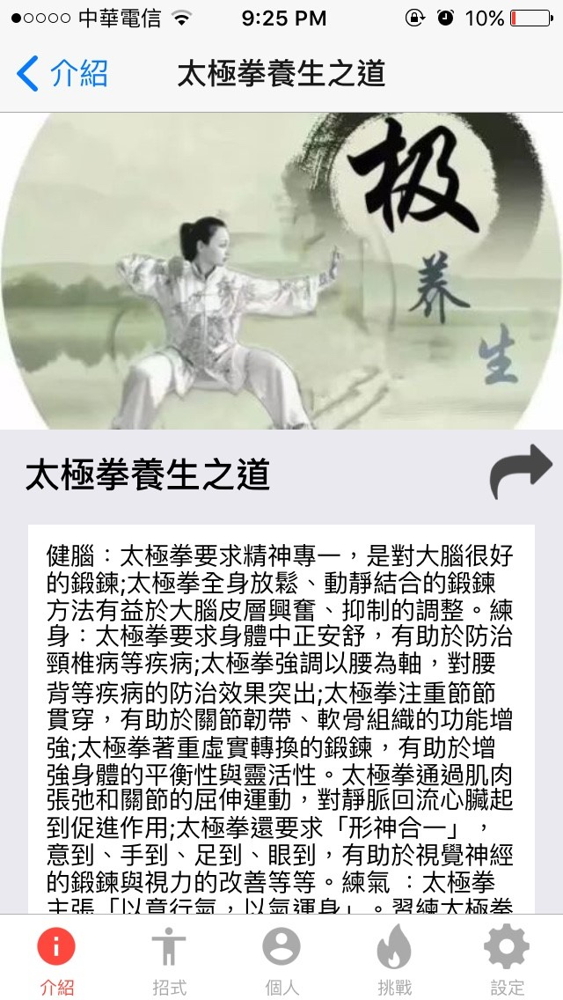 中華電信
9:25 PM
10%
介紹
太極拳養生之道
极
养
生
太極拳養生之道
健腦：太極拳要求精神專一，是對大腦很好
的鍛鍊;太極拳全身放鬆、動靜結合的鍛鍊
方法有益於大腦皮層興奮、抑制的調整。練
身：太極拳要求身體中正安舒，有助於防治
頸椎病等疾病;太極拳強調以腰為軸，對腰
背等疾病的防治效果突出;太極拳注重節節
貫穿，有助於關節韌帶、軟骨組織的功能增
強;太極拳著重虛實轉換的鍛鍊，有助於增
強身體的平衡性與靈活性。太極拳通過肌肉
張弛和關節的屈伸運動，對靜脈回流心臟起
到促進作用;太極拳還要求「形神合一」，
意到、手到、足到、眼到，有助於視覺神經
的鍛鍊與視力的改善等等。練氣 ：太極拳
主張「以意行氣，以氣運身」。習練太極拳
介紹
招式
個人
挑戰
設定